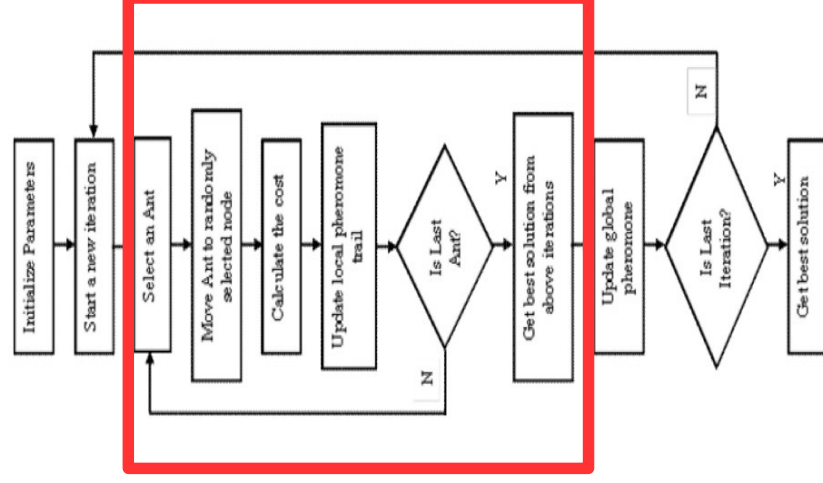 Initialize Parameters
Start a new iteration
Select an Ant
Move Ant to randomly
selected node
Calculate the cost
Update local pheromone
trail
Is Last
Ant?
N
Y
Get best solution from
above iterations
Update global
pheromone
Is Last
Iteration?
N
Y
Get best solution